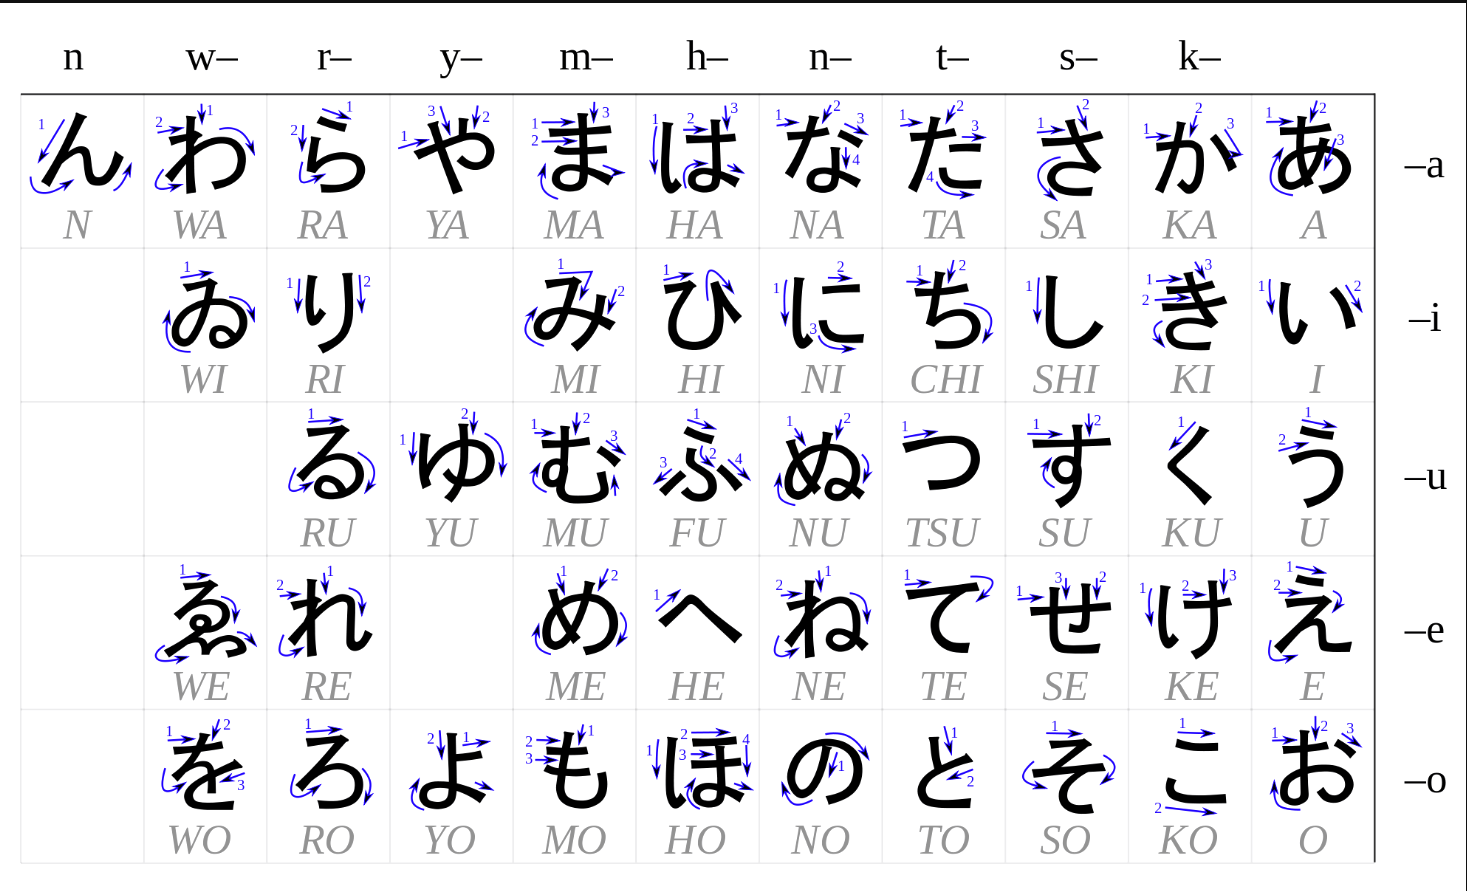 n w– r– y– m– h– n– t– s– k–
ん わ ら や ま は な た さ か あ –a
N WA RA YA MA HA NA TA SA KA A
ゐ り み ひ に ち し き い –i
WI RI MI HI NI CHI SHI KI I
る ゆ む ふ ぬ つ す く う –u
RU YU MU FU NU TSU SU KU U
ゑ れ め へ ね て せ け え –e
WE RE ME HE NE TE SE KE E
を ろ よ も ほ の と そ こ お –o
WO RO YO MO HO NO TO SO KO O